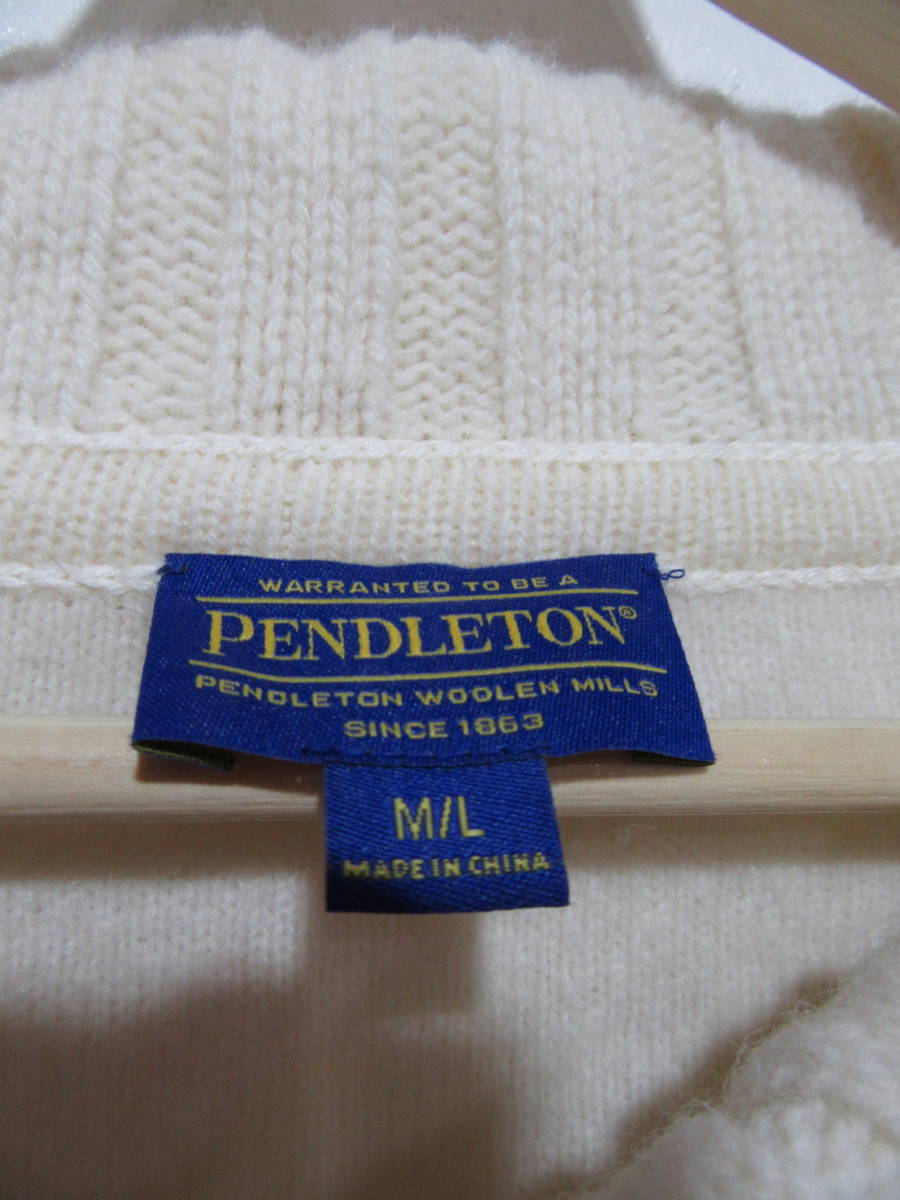 WARRANTED TO BE A
PENDLETON®
PENDLETON WOOLEN MILLS
SINCE 1863
M/L
MADE IN CHINA